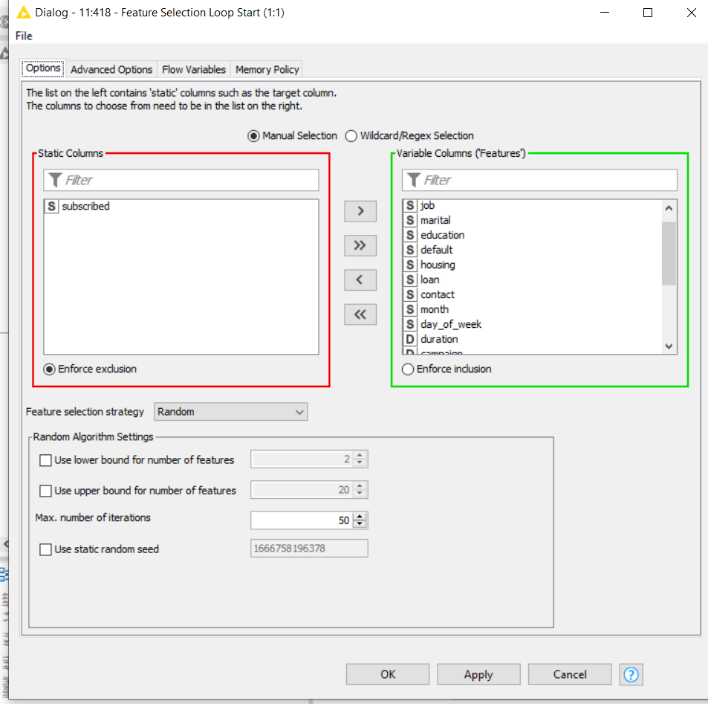 Dialog - 11:418 - Feature Selection Loop Start (1:1)
File
Options Advanced Options Flow Variables Memory Policy
The list on the left contains 'static' columns such as the target column.
The columns to choose from need to be in the list on the right.
Manual Selection Wildcard/Regex Selection
Static Columns
Filter
S subscribed
Enforce exclusion
>
>>
<
<<
Variable Columns ('Features')
Filter
S job
S marital
S education
S default
S housing
S loan
S contact
S month
S day_of_week
D duration
D campaign
Enforce inclusion
Feature selection strategy Random
Random Algorithm Settings
Use lower bound for number of features 2
Use upper bound for number of features 20
Max. number of iterations 50
Use static random seed 1666758196378
OK Apply Cancel ?